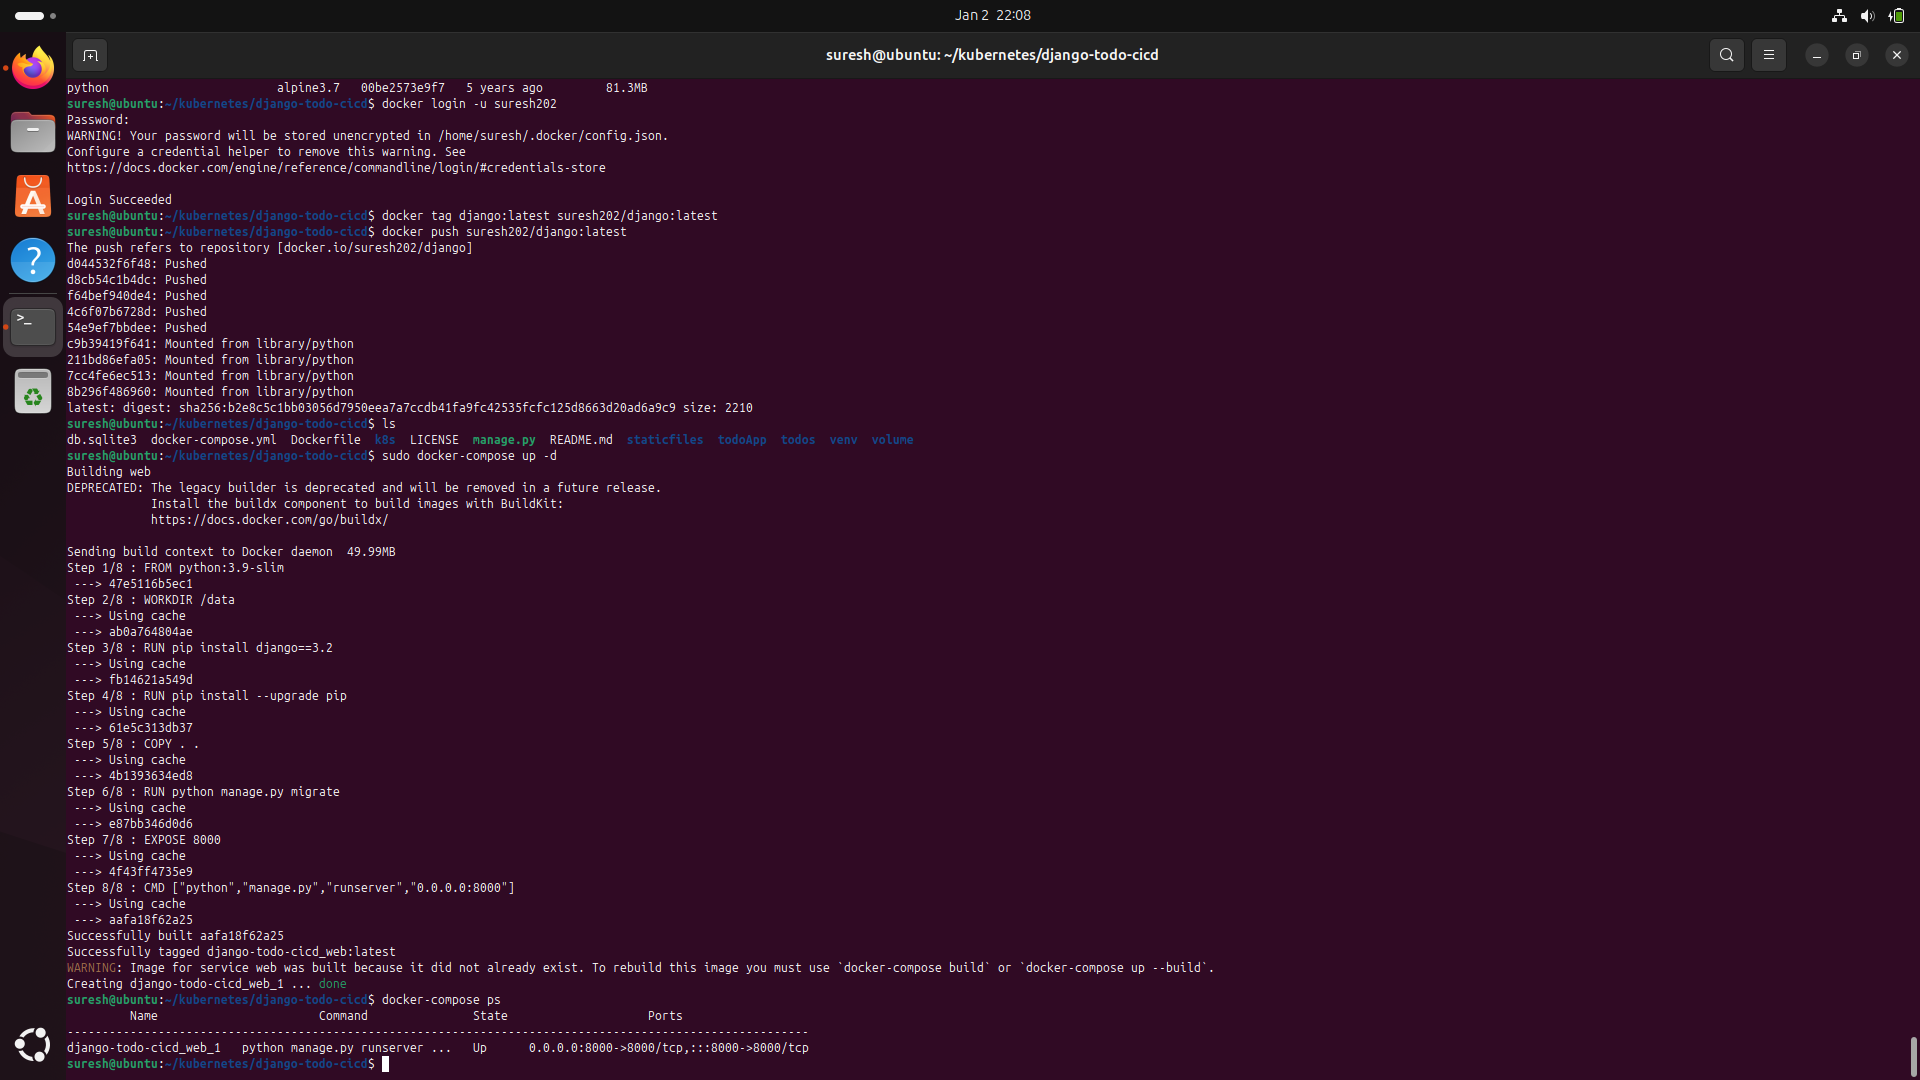 Jan 2 22:08
suresh@ubuntu: ~/kubernetes/django-todo-cicd
python                        alpine3.7   00be2573e9f7   5 years ago         81.3MB
suresh@ubuntu:~/kubernetes/django-todo-cicd$ docker login -u suresh202
Password:
WARNING! Your password will be stored unencrypted in /home/suresh/.docker/config.json.
Configure a credential helper to remove this warning. See
https://docs.docker.com/engine/reference/commandline/login/#credentials-store
Login Succeeded
suresh@ubuntu:~/kubernetes/django-todo-cicd$ docker tag django:latest suresh202/django:latest
suresh@ubuntu:~/kubernetes/django-todo-cicd$ docker push suresh202/django:latest
The push refers to repository [docker.io/suresh202/django]
d044532f6f48: Pushed
d8cb54c1b4dc: Pushed
f64bef940de4: Pushed
4c6f07b6728d: Pushed
54e9ef7bbdee: Pushed
c9b39419f641: Mounted from library/python
211bd86efa05: Mounted from library/python
7cc4fe6ec513: Mounted from library/python
8b296f486960: Mounted from library/python
latest: digest: sha256:b2e8c5c1bb03056d7950eea7a7ccdb41fa9fc42535fcfc125d8663d20ad6a9c9 size: 2210
suresh@ubuntu:~/kubernetes/django-todo-cicd$ ls
db.sqlite3  docker-compose.yml  Dockerfile  k8s  LICENSE  manage.py  README.md  staticfiles  todoApp  todos  venv  volume
suresh@ubuntu:~/kubernetes/django-todo-cicd$ sudo docker-compose up -d
Building web
DEPRECATED: The legacy builder is deprecated and will be removed in a future release.
            Install the buildx component to build images with BuildKit:
            https://docs.docker.com/go/buildx/
Sending build context to Docker daemon  49.99MB
Step 1/8 : FROM python:3.9-slim
 ---> 47e5116b5ec1
Step 2/8 : WORKDIR /data
 ---> Using cache
 ---> ab0a764804ae
Step 3/8 : RUN pip install django==3.2
 ---> Using cache
 ---> fb14621a549d
Step 4/8 : RUN pip install --upgrade pip
 ---> Using cache
 ---> 61e5c313db37
Step 5/8 : COPY . .
 ---> Using cache
 ---> 4b1393634ed8
Step 6/8 : RUN python manage.py migrate
 ---> Using cache
 ---> e87bb346d0d6
Step 7/8 : EXPOSE 8000
 ---> Using cache
 ---> 4f43ff4735e9
Step 8/8 : CMD ["python","manage.py","runserver","0.0.0.0:8000"]
 ---> Using cache
 ---> aafa18f62a25
Successfully built aafa18f62a25
Successfully tagged django-todo-cicd_web:latest
WARNING: Image for service web was built because it did not already exist. To rebuild this image you must use `docker-compose build` or `docker-compose up --build`.
Creating django-todo-cicd_web_1 ... done
suresh@ubuntu:~/kubernetes/django-todo-cicd$ docker-compose ps
         Name                       Command               State                    Ports
----------------------------------------------------------------------------------------------------------
django-todo-cicd_web_1   python manage.py runserver ...   Up      0.0.0.0:8000->8000/tcp,:::8000->8000/tcp
suresh@ubuntu:~/kubernetes/django-todo-cicd$